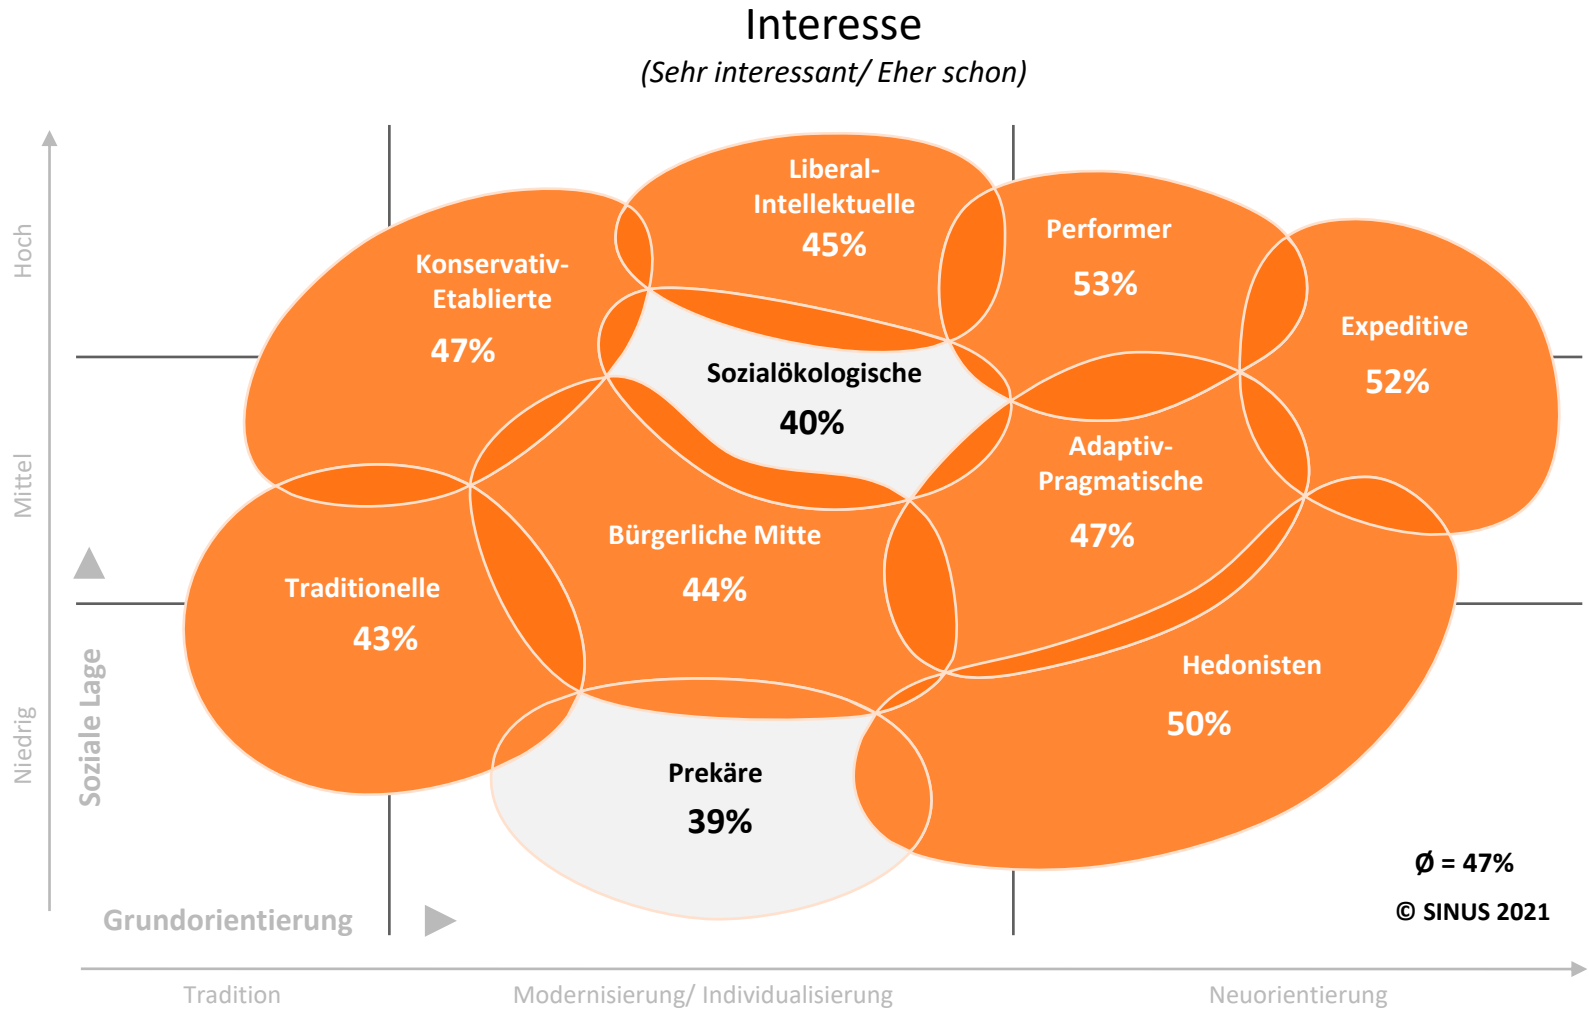 Interesse
(Sehr interessant/ Eher schon)
Hoch
Mittel
Niedrig
Soziale Lage
Liberal-
Intellektuelle
45%
Performer
53%
Konservativ-
Etablierte
47%
Expeditive
52%
Sozialökologische
40%
Adaptiv-
Pragmatische
47%
Bürgerliche Mitte
44%
Traditionelle
43%
Hedonisten
50%
Prekäre
39%
Ø = 47%
© SINUS 2021
Grundorientierung
Tradition
Modernisierung/ Individualisierung
Neuorientierung